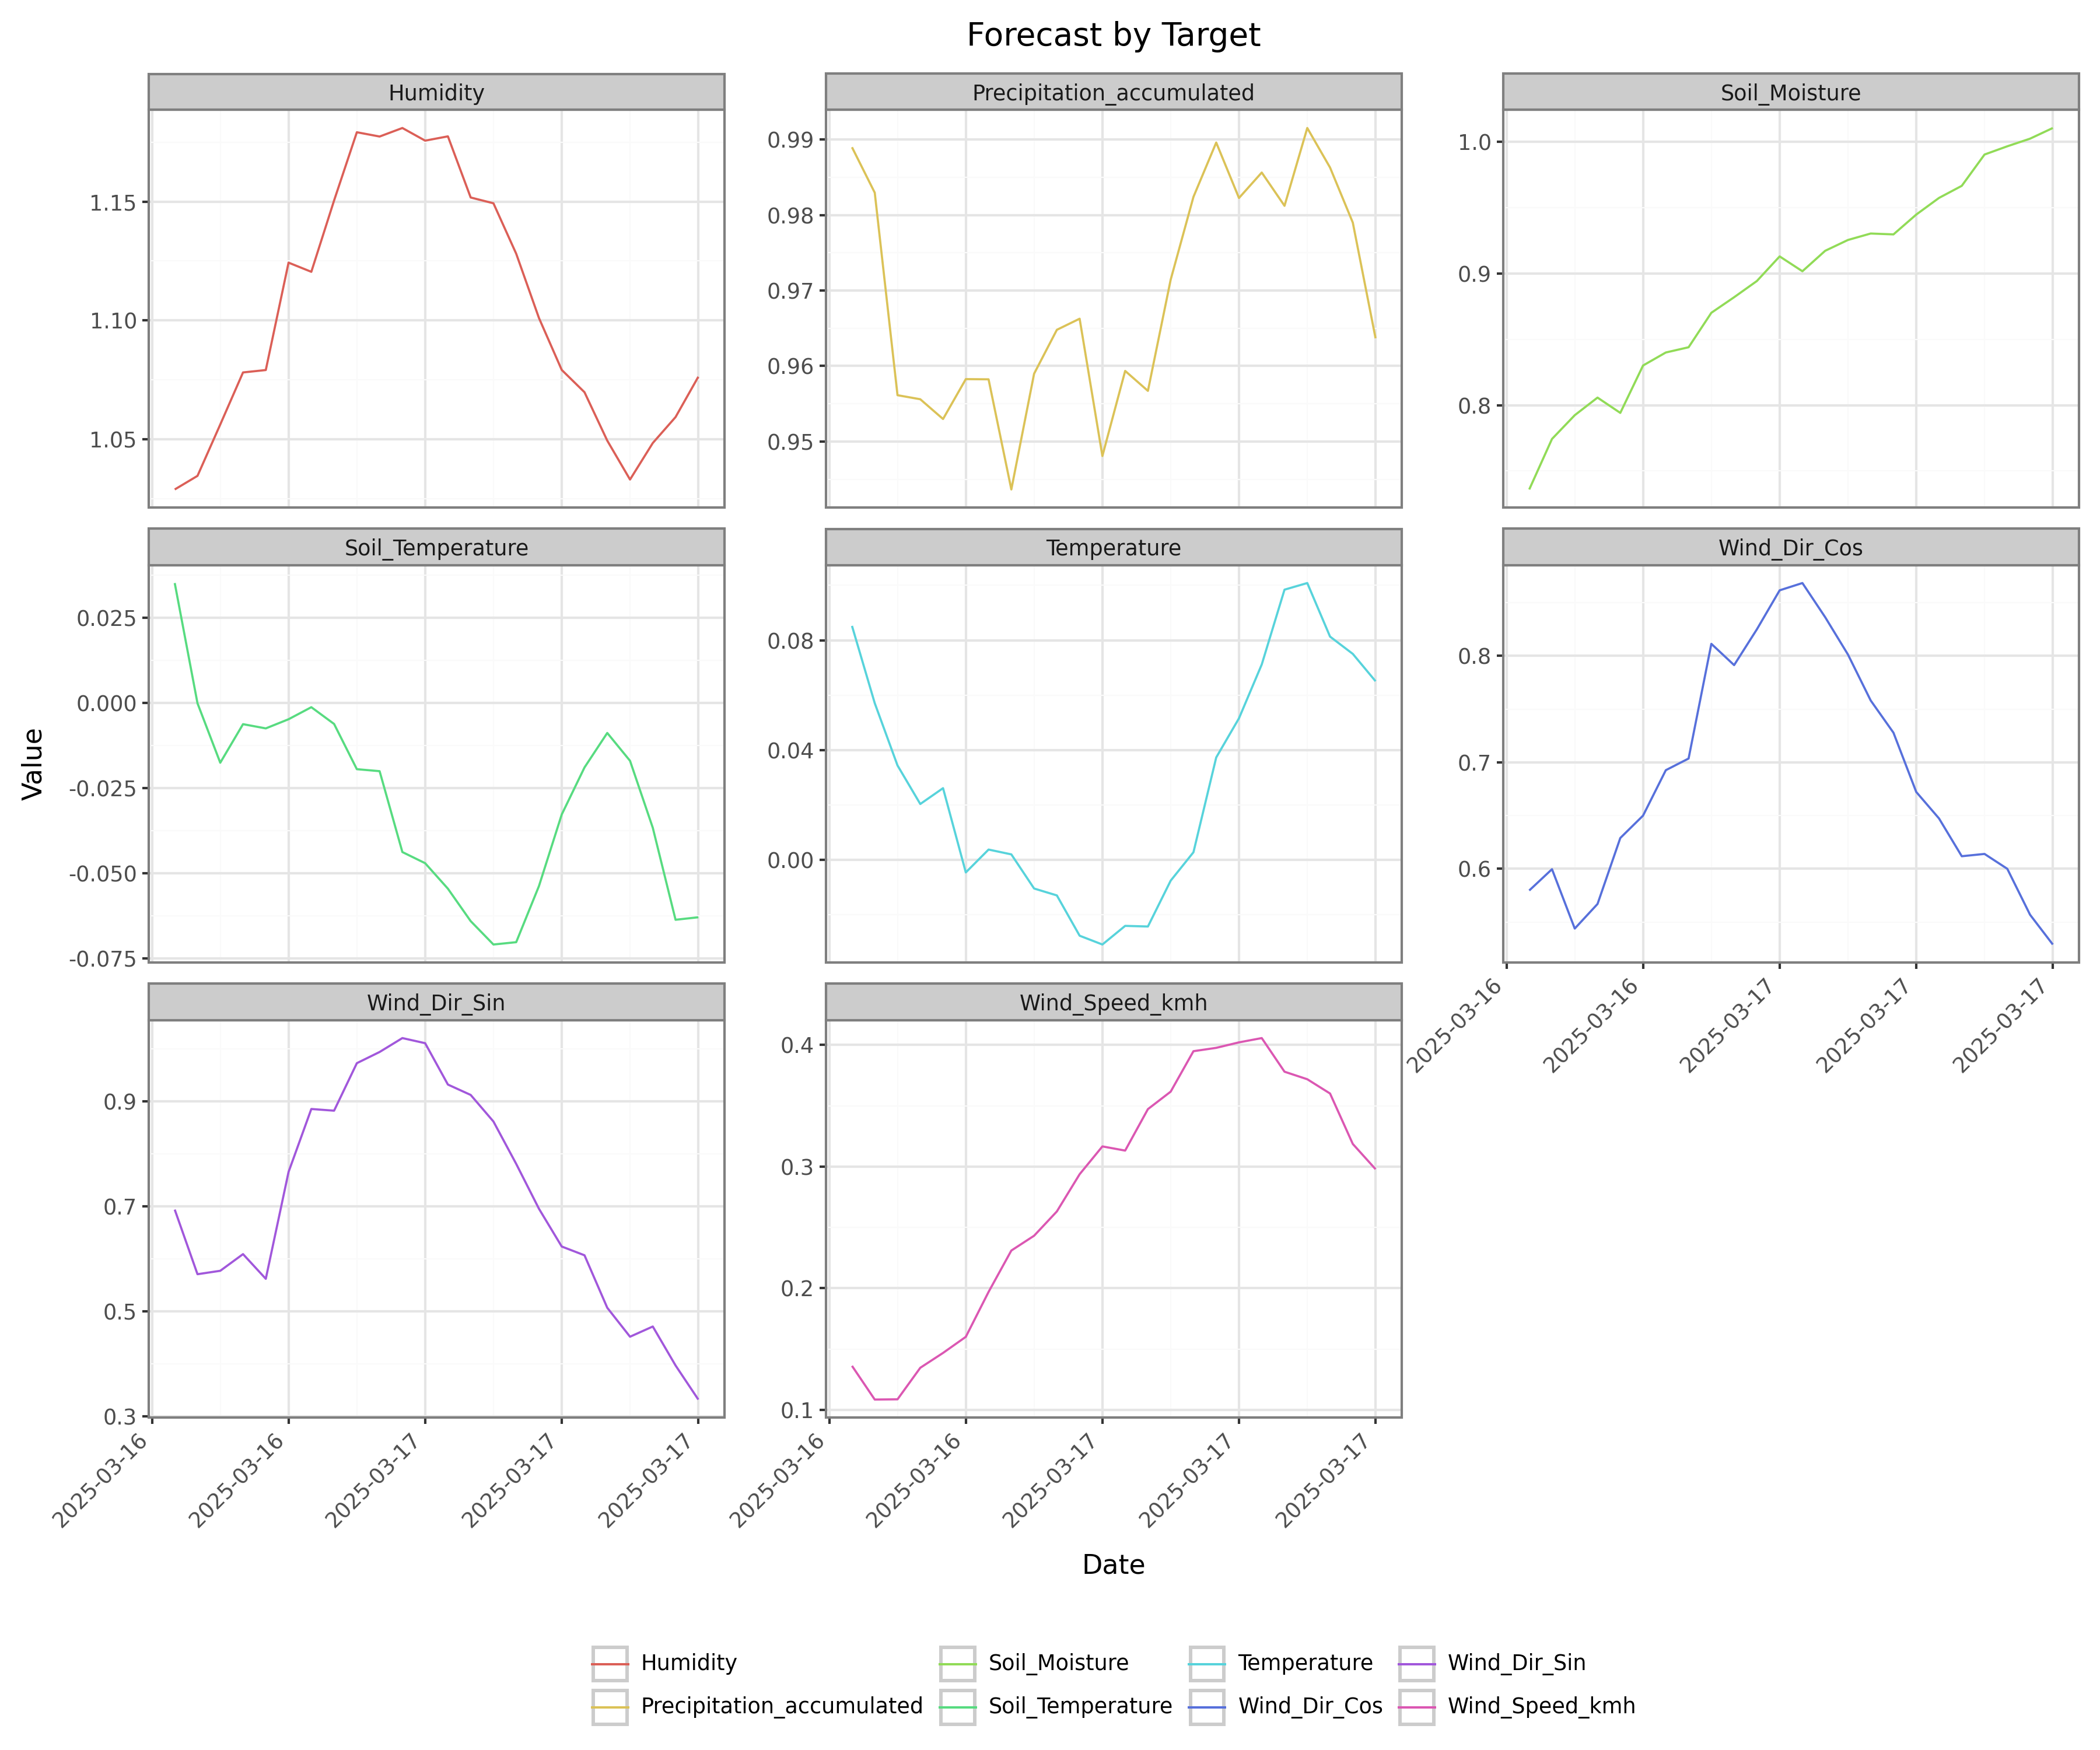 Forecast by Target
Humidity
Precipitation_accumulated
Soil_Moisture
1.15
1.10
1.05
0.99
0.98
0.97
0.96
0.95
1.0
0.9
0.8
Soil_Temperature
Temperature
Wind_Dir_Cos
0.025
0.000
-0.025
-0.050
-0.075
0.08
0.04
0.00
0.8
0.7
0.6
2025-03-16
2025-03-16
2025-03-17
2025-03-17
2025-03-17
Value
Wind_Dir_Sin
Wind_Speed_kmh
0.9
0.7
0.5
0.3
0.4
0.3
0.2
0.1
2025-03-16
2025-03-16
2025-03-17
2025-03-17
2025-03-17
2025-03-16
2025-03-16
2025-03-17
2025-03-17
2025-03-17
Date
Humidity
Soil_Moisture
Temperature
Wind_Dir_Sin
Precipitation_accumulated
Soil_Temperature
Wind_Dir_Cos
Wind_Speed_kmh